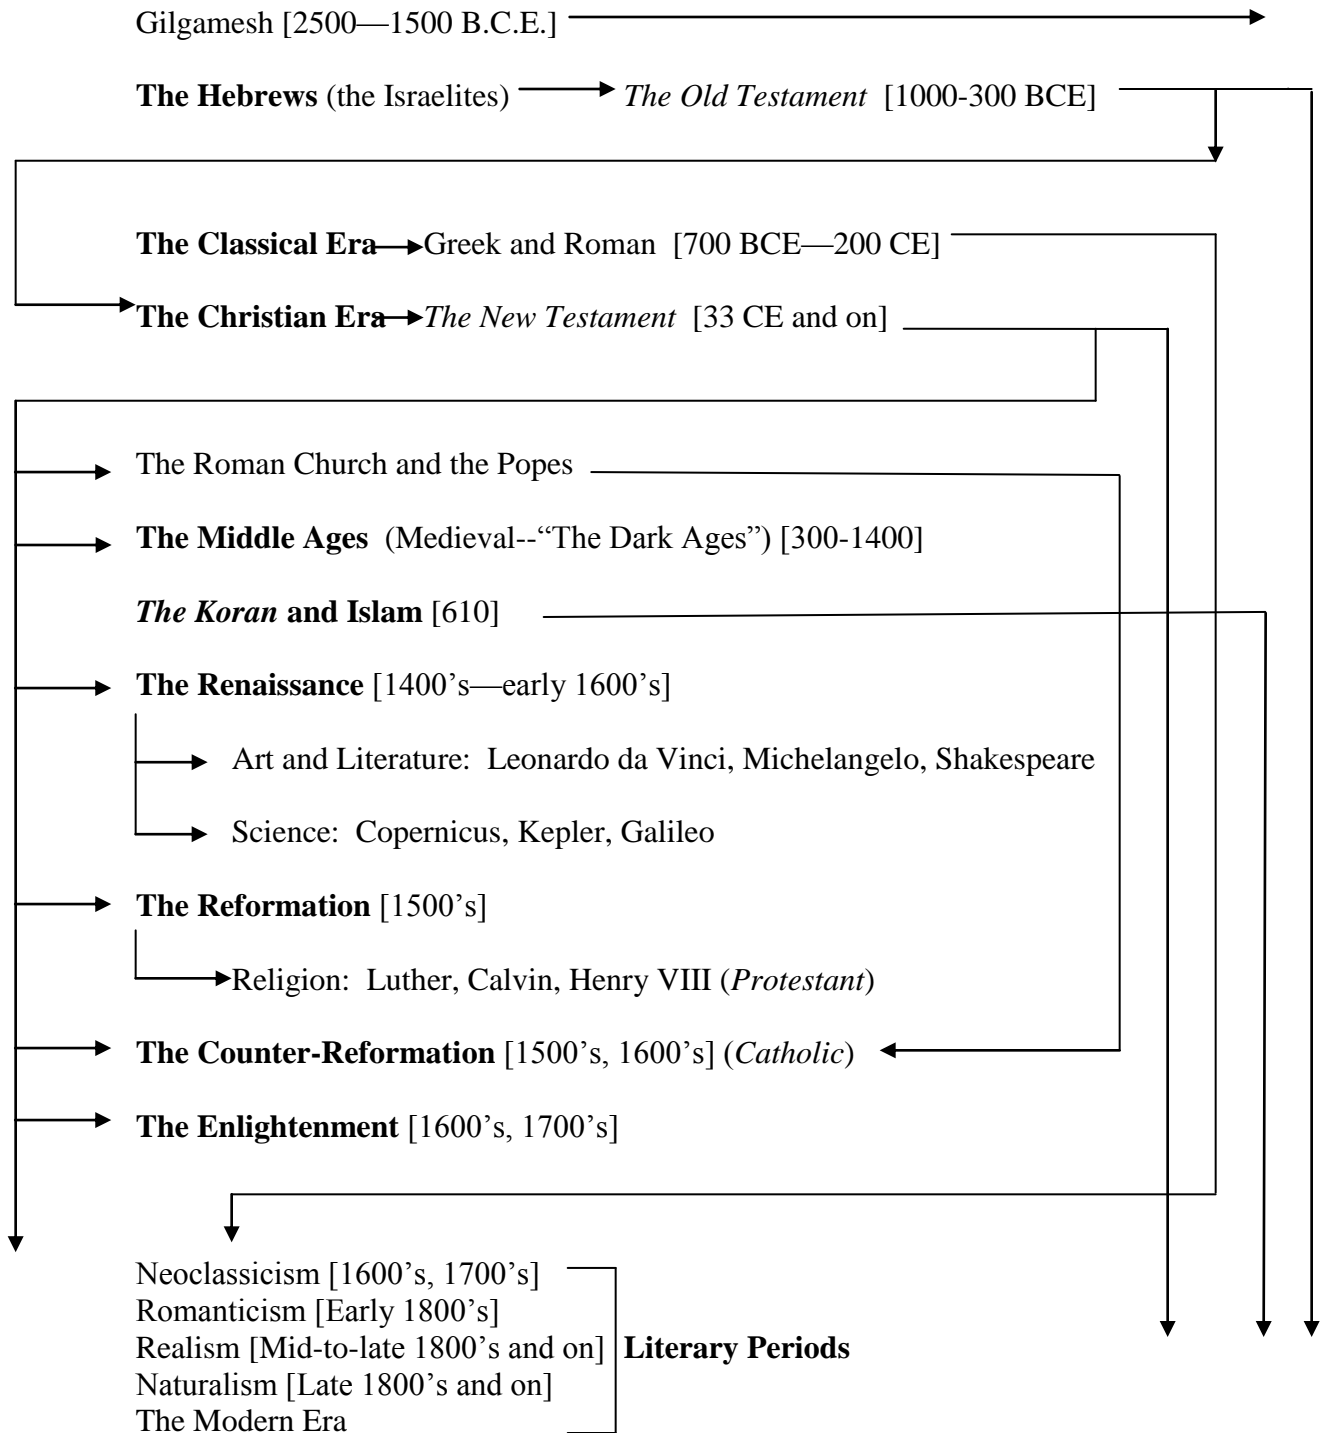 Gilgamesh [2500—1500 B.C.E.]
The Hebrews (the Israelites) The Old Testament [1000-300 BCE]
The Classical Era Greek and Roman [700 BCE—200 CE]
The Christian Era The New Testament [33 CE and on]
The Roman Church and the Popes
The Middle Ages (Medieval--“The Dark Ages”) [300-1400]
The Koran and Islam [610]
The Renaissance [1400’s—early 1600’s]
Art and Literature: Leonardo da Vinci, Michelangelo, Shakespeare
Science: Copernicus, Kepler, Galileo
The Reformation [1500’s]
Religion: Luther, Calvin, Henry VIII (Protestant)
The Counter-Reformation [1500’s, 1600’s] (Catholic)
The Enlightenment [1600’s, 1700’s]
Neoclassicism [1600’s, 1700’s]
Romanticism [Early 1800’s]
Realism [Mid-to-late 1800’s and on] Literary Periods
Naturalism [Late 1800’s and on]
The Modern Era